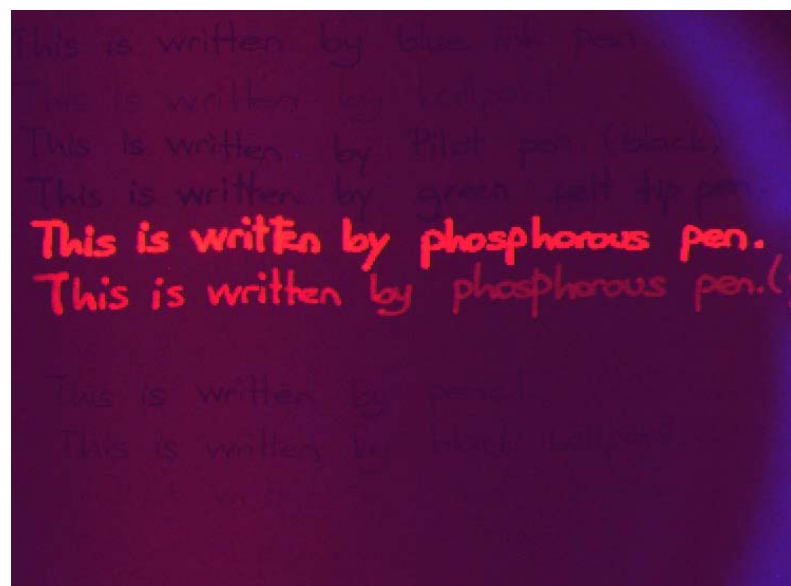 This is written by blue ink pen
This is written by ballpoint
This is written by Pilot pen (black)
This is written by green felt tip pen.
This is written by phosphorous pen.
This is written by phosphorous pen. (
This is written by pencil
This is written by black ballpoint